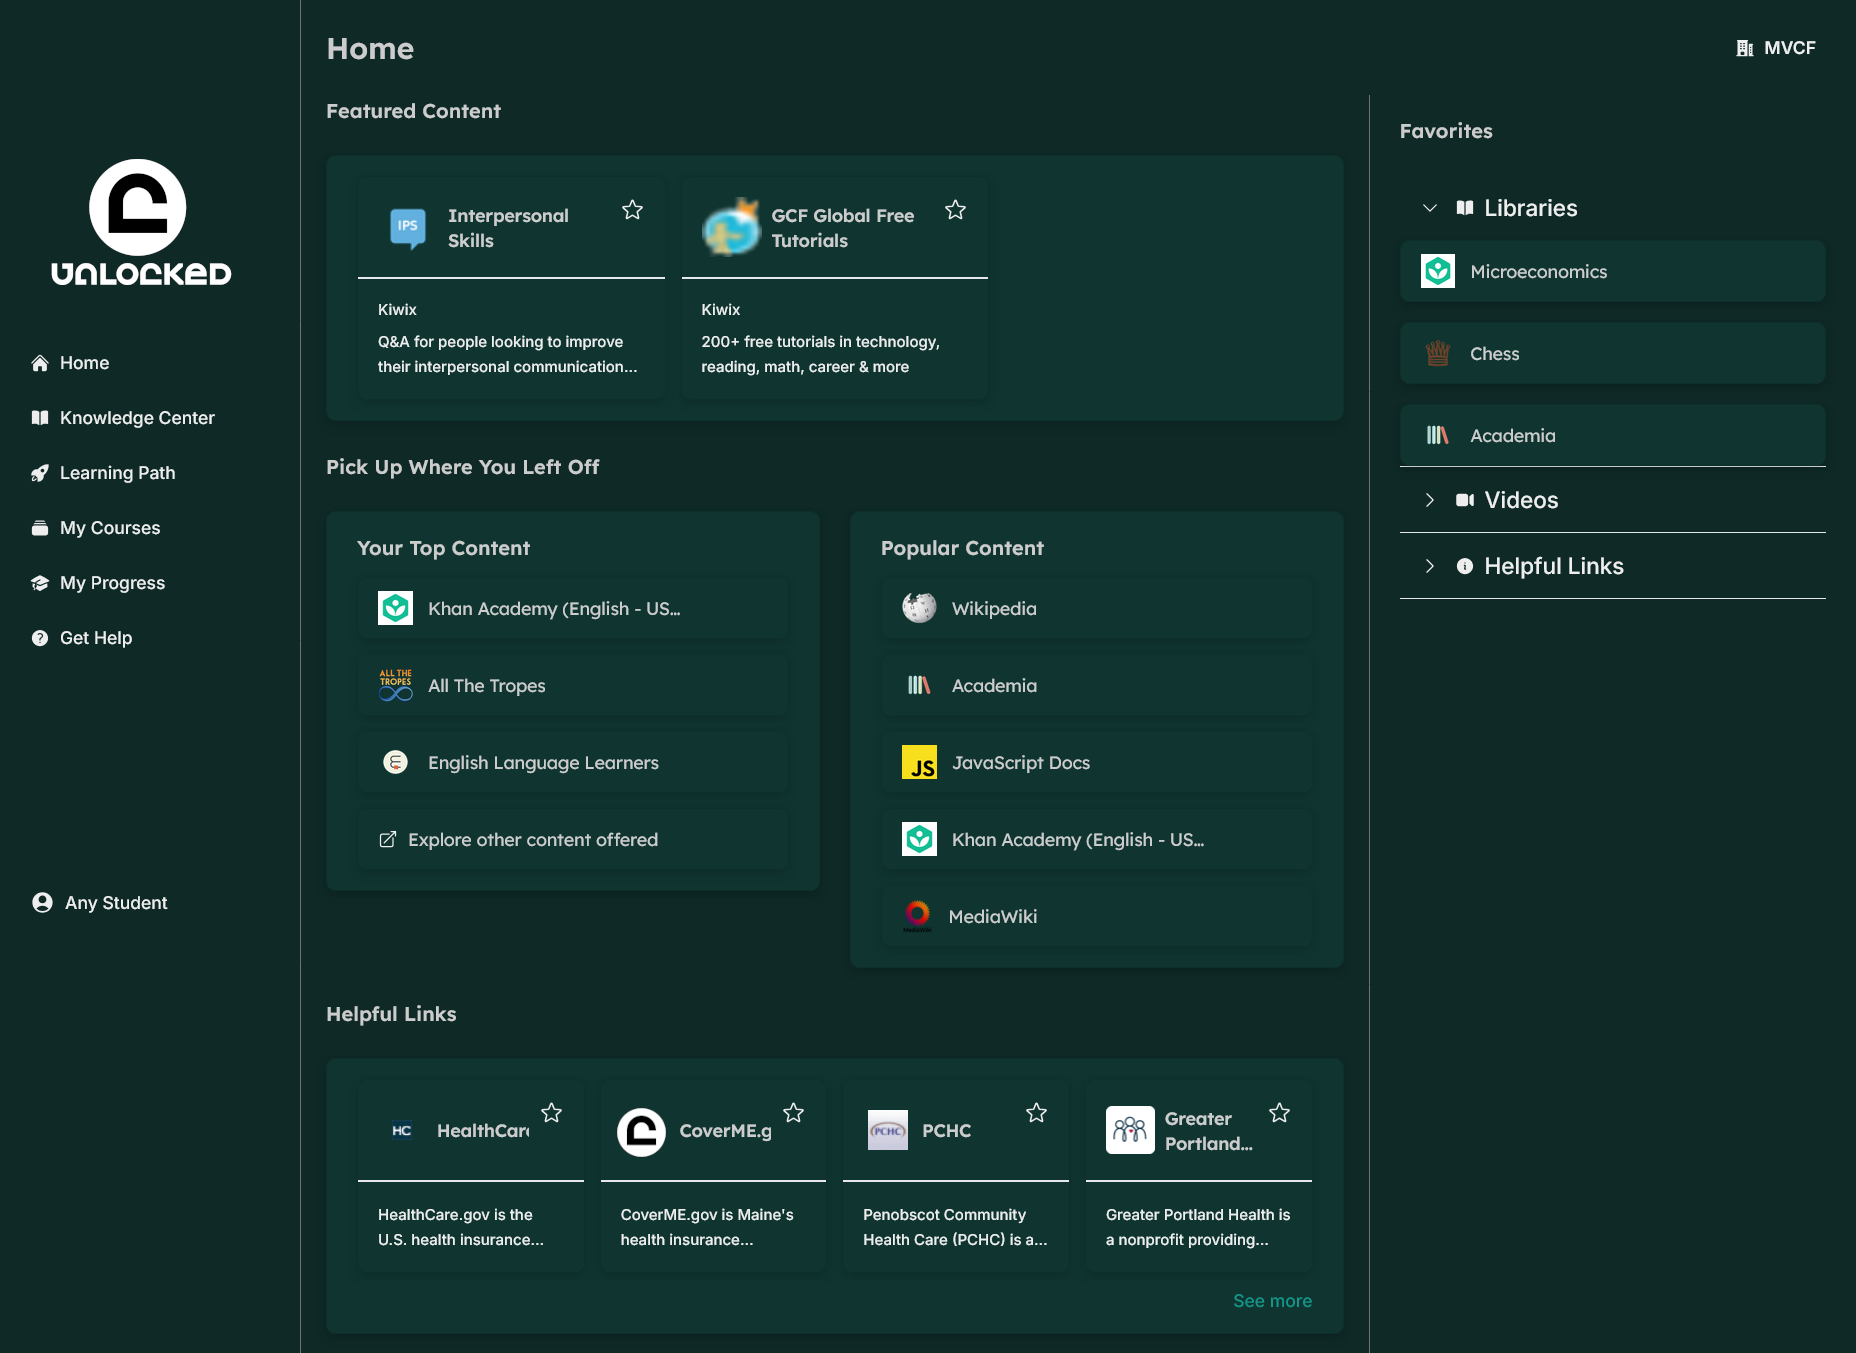 UNLOCKED
Home
Knowledge Center
Learning Path
My Courses
My Progress
Get Help
Any Student
Home
MVCF
Featured Content
IPS
Interpersonal
Skills
Kiwix
Q&A for people looking to improve
their interpersonal communication...
GCF Global Free
Tutorials
Kiwix
200+ free tutorials in technology,
reading, math, career & more
Pick Up Where You Left Off
Your Top Content
Khan Academy (English - US...
ALL THE
TROPES
All The Tropes
English Language Learners
Explore other content offered
Popular Content
Wikipedia
Academia
JS
JavaScript Docs
Khan Academy (English - US...
MediaWiki
MediaWiki
Helpful Links
HC
HealthCare
HealthCare.gov is the
U.S. health insurance...
CoverME.g
CoverME.gov is Maine's
health insurance...
PCHC
PCHC
Penobscot Community
Health Care (PCHC) is a...
Greater
Portland...
Greater Portland Health is
a nonprofit providing...
See more
Favorites
Libraries
Microeconomics
Chess
Academia
Videos
Helpful Links